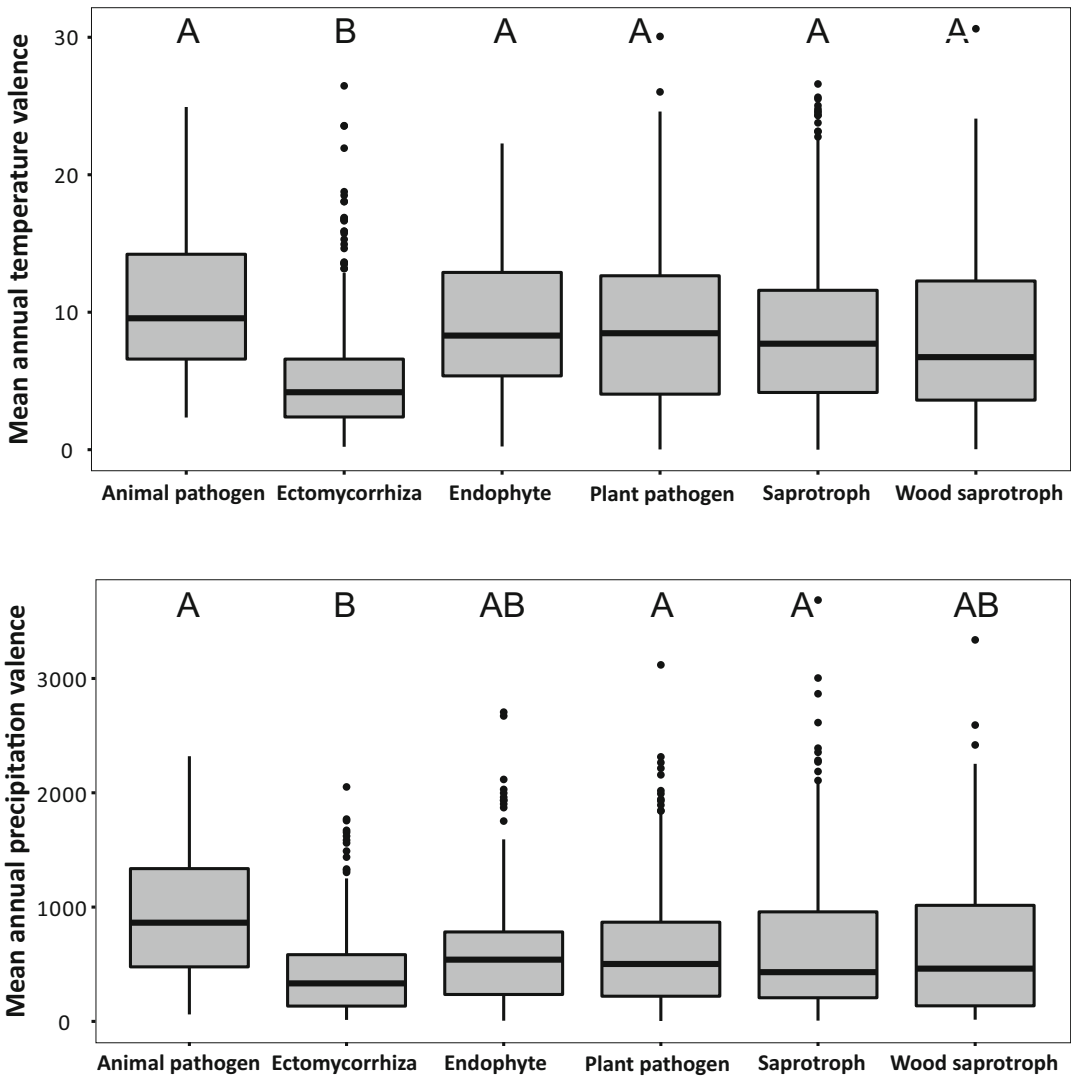 A B A A A A
Mean annual temperature valence
30
20
10
0
Animal pathogen Ectomycorrhiza Endophyte Plant pathogen Saprotroph Wood saprotroph
A B AB A A AB
Mean annual precipitation valence
3000
2000
1000
0
Animal pathogen Ectomycorrhiza Endophyte Plant pathogen Saprotroph Wood saprotroph